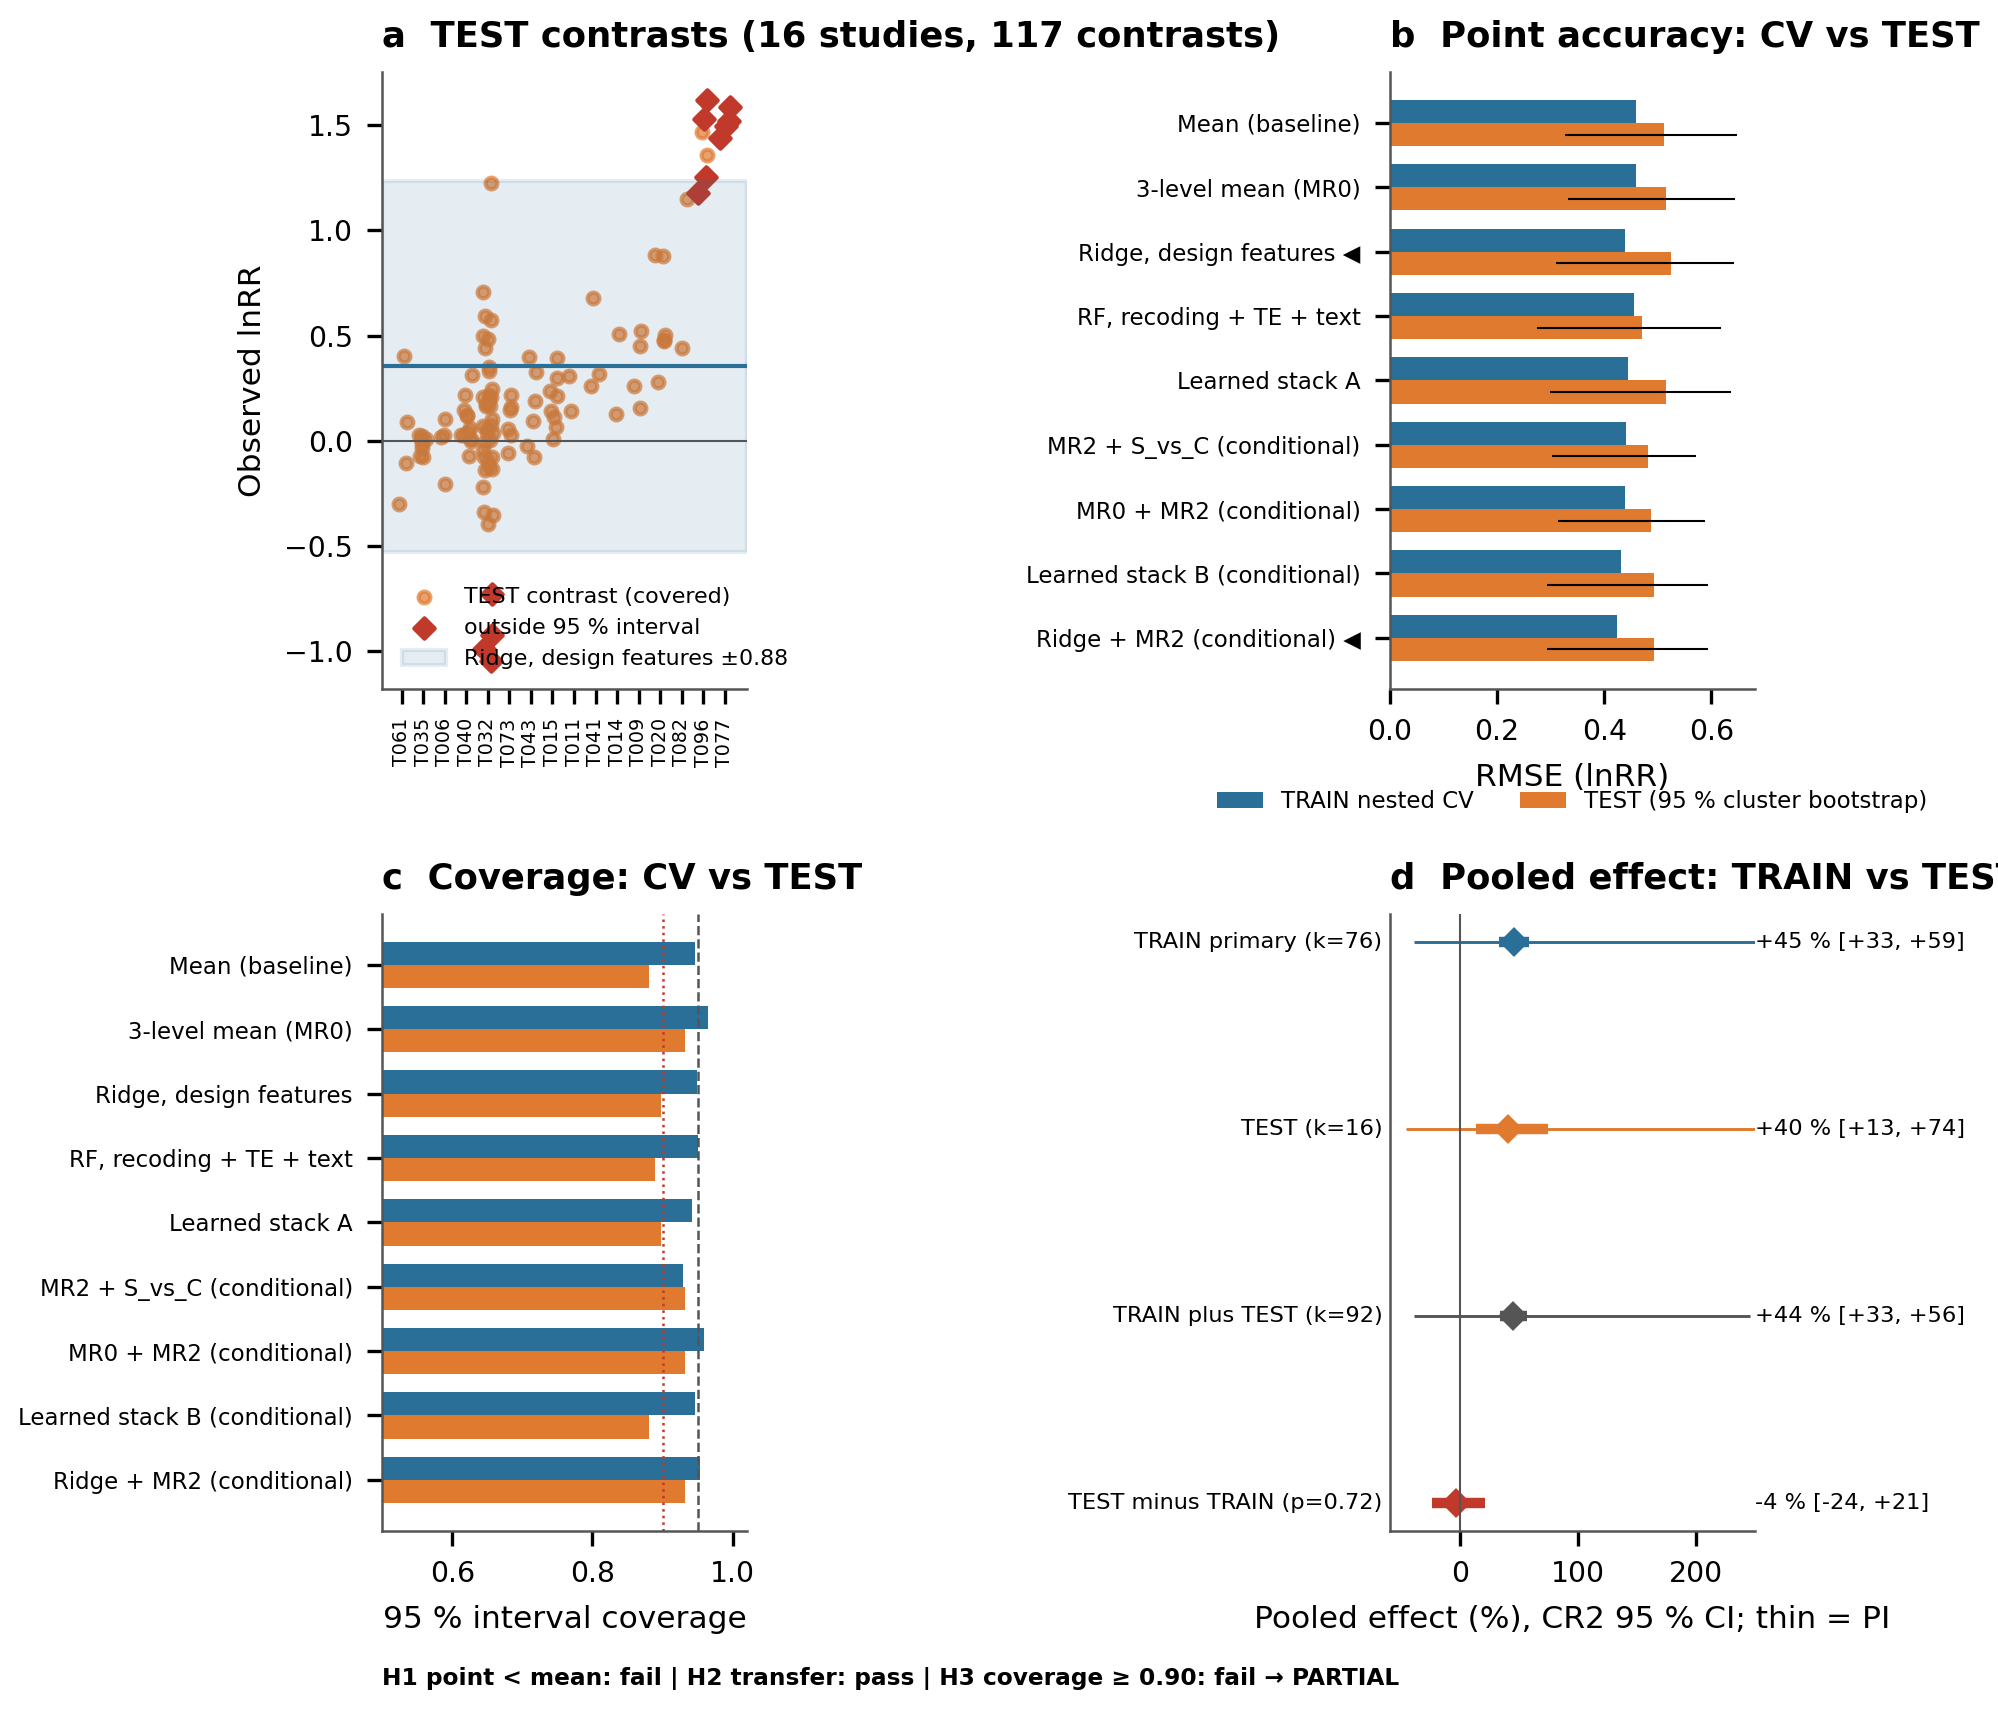 a TEST contrasts (16 studies, 117 contrasts)
Observed lnRR
1.5
1.0
0.5
0.0
−0.5
−1.0
TEST contrast (covered)
outside 95 % interval
Ridge, design features ±0.88
T061
T035
T006
T040
T032
T073
T043
T015
T011
T041
T014
T009
T020
T082
T096
T077
b Point accuracy: CV vs TEST
Mean (baseline)
3-level mean (MR0)
Ridge, design features ◀
RF, recoding + TE + text
Learned stack A
MR2 + S_vs_C (conditional)
MR0 + MR2 (conditional)
Learned stack B (conditional)
Ridge + MR2 (conditional) ◀
0.0 0.2 0.4 0.6
RMSE (lnRR)
TRAIN nested CV TEST (95 % cluster bootstrap)
c Coverage: CV vs TEST
Mean (baseline)
3-level mean (MR0)
Ridge, design features
RF, recoding + TE + text
Learned stack A
MR2 + S_vs_C (conditional)
MR0 + MR2 (conditional)
Learned stack B (conditional)
Ridge + MR2 (conditional)
0.6 0.8 1.0
95 % interval coverage
d Pooled effect: TRAIN vs TEST
TRAIN primary (k=76) +45 % [+33, +59]
TEST (k=16) +40 % [+13, +74]
TRAIN plus TEST (k=92) +44 % [+33, +56]
TEST minus TRAIN (p=0.72) -4 % [-24, +21]
0 100 200
Pooled effect (%), CR2 95 % CI; thin = PI
H1 point < mean: fail | H2 transfer: pass | H3 coverage ≥ 0.90: fail → PARTIAL